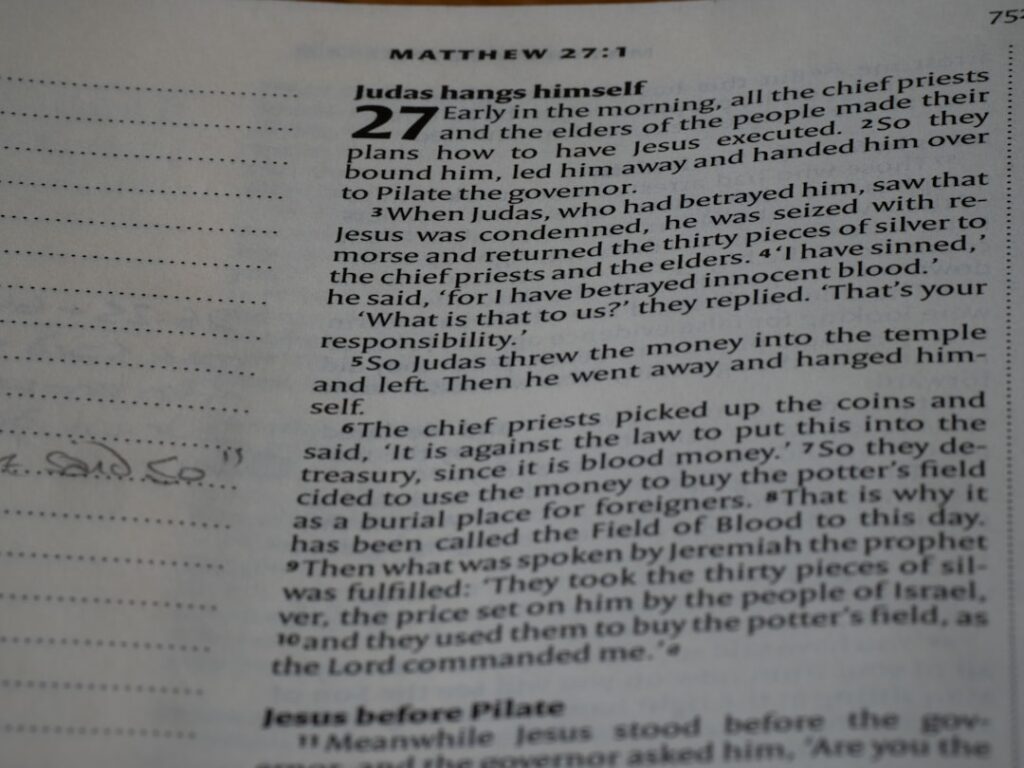 752
MATTHEW 27:1
Judas hangs himself
27 Early in the morning, all the chief priests
and the elders of the people made their
plans how to have Jesus executed. 2 So they
bound him, led him away and handed him over
to Pilate the governor.
3 When Judas, who had betrayed him, saw that
Jesus was condemned, he was seized with re-
morse and returned the thirty pieces of silver to
the chief priests and the elders. 4 ‘I have sinned,’
he said, ‘for I have betrayed innocent blood.’
‘What is that to us?’ they replied. ‘That’s your
responsibility.’
5 So Judas threw the money into the temple
and left. Then he went away and hanged him-
self.
6 The chief priests picked up the coins and
said, ‘It is against the law to put this into the
treasury, since it is blood money.’ 7 So they de-
cided to use the money to buy the potter’s field
as a burial place for foreigners. 8 That is why it
has been called the Field of Blood to this day.
9 Then what was spoken by Jeremiah the prophet
was fulfilled: ‘They took the thirty pieces of sil-
ver, the price set on him by the people of Israel,
10 and they used them to buy the potter’s field, as
the Lord commanded me.’a
Jesus before Pilate
11 Meanwhile Jesus stood before the gov-
ernor, and the governor asked him, ‘Are you the
said so"